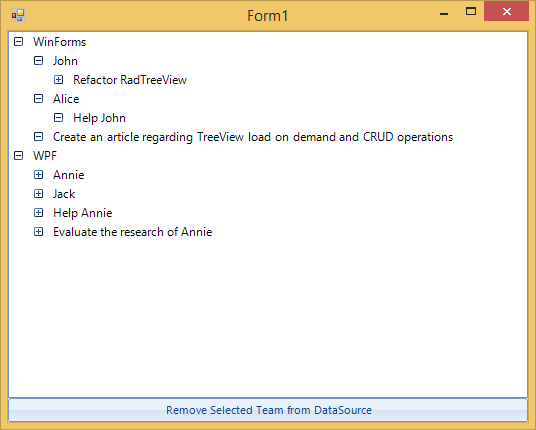 Form1
WinForms
John
Refactor RadTreeView
Alice
Help John
Create an article regarding TreeView load on demand and CRUD operations
WPF
Annie
Jack
Help Annie
Evaluate the research of Annie
Remove Selected Team from DataSource